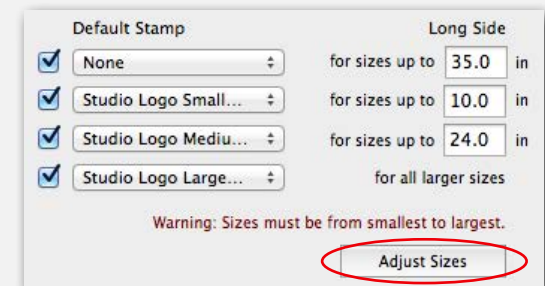 Default Stamp Long Side
None for sizes up to 35.0 in
Studio Logo Small... for sizes up to 10.0 in
Studio Logo Mediu... for sizes up to 24.0 in
Studio Logo Large... for all larger sizes
Warning: Sizes must be from smallest to largest.
Adjust Sizes